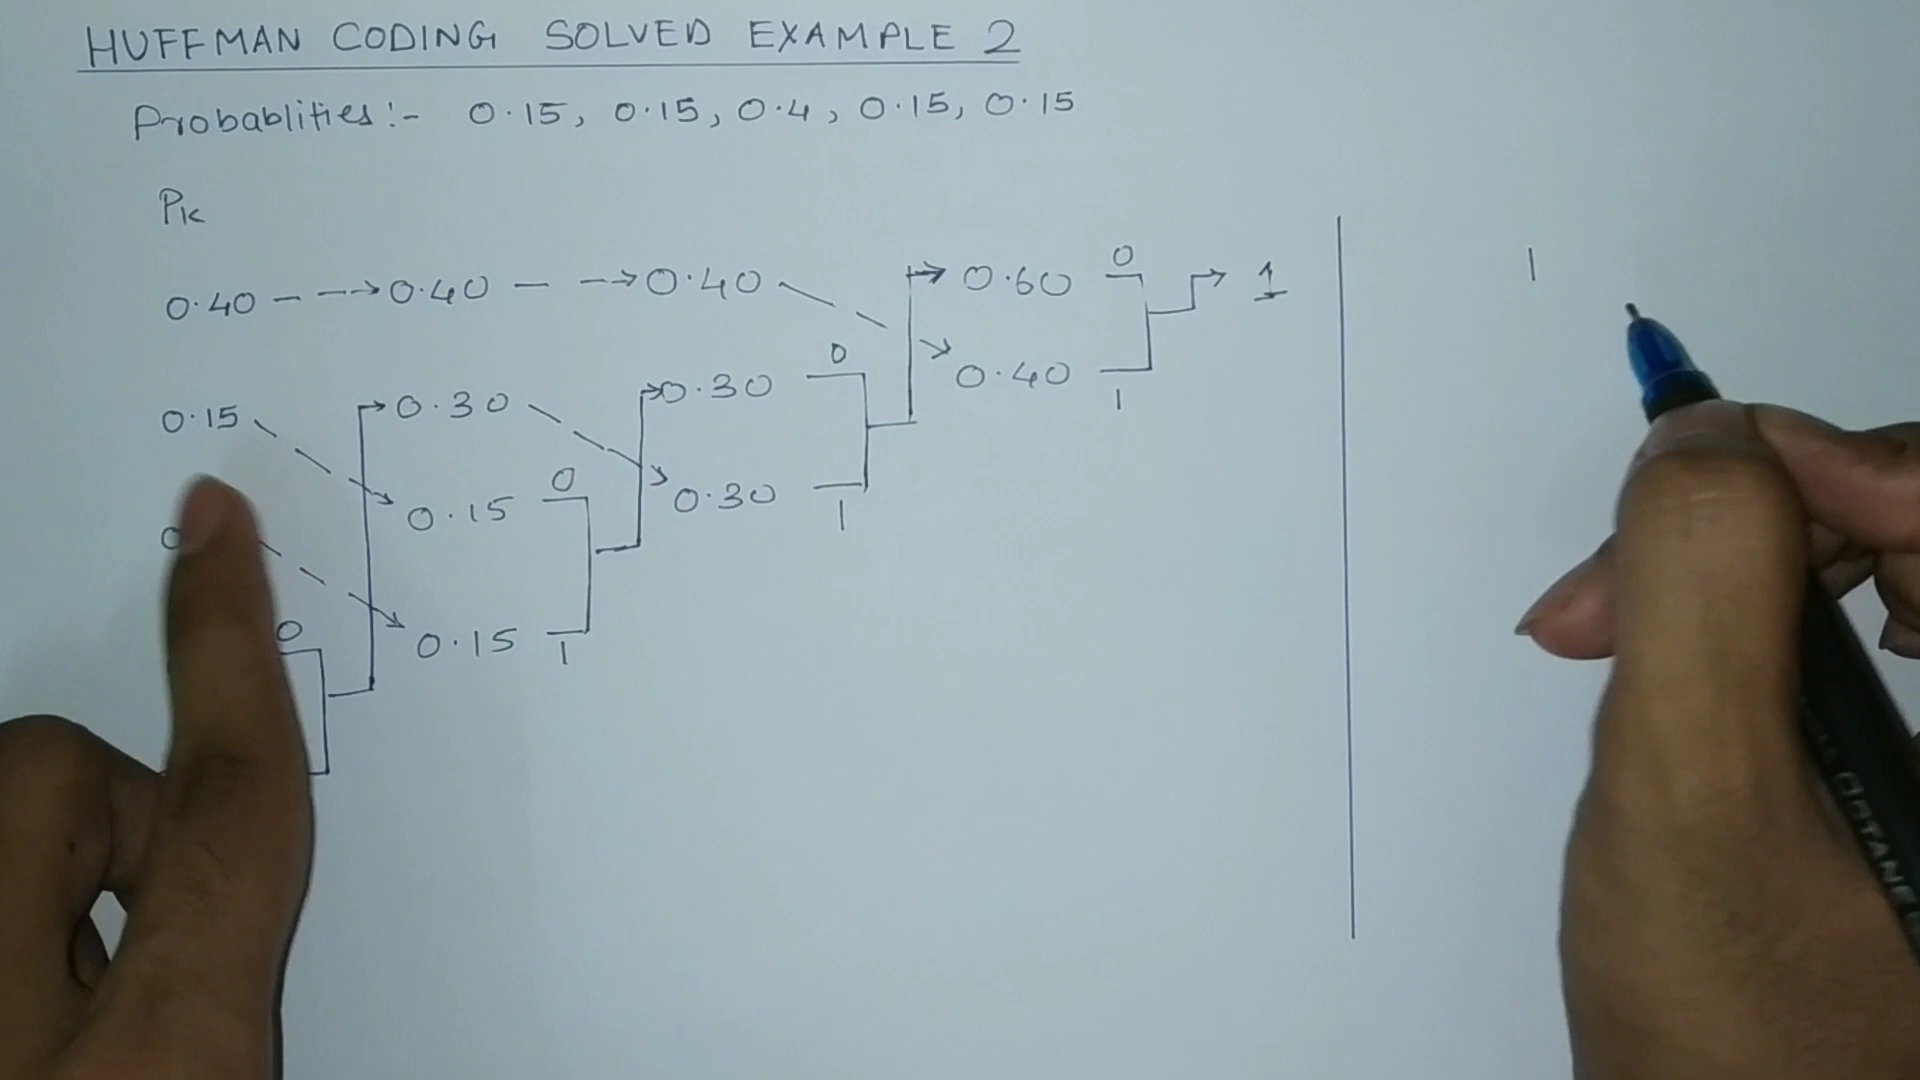 HUFFMAN CODING SOLVED EXAMPLE 2
Probablities:- 0.15, 0.15, 0.4, 0.15, 0.15
Pk
0.40 0.40 0.40 0.60 0 1 1
0.15 0.30 0.30 0 0.40 1
0.15 0 0.30 1
0 0.15 1